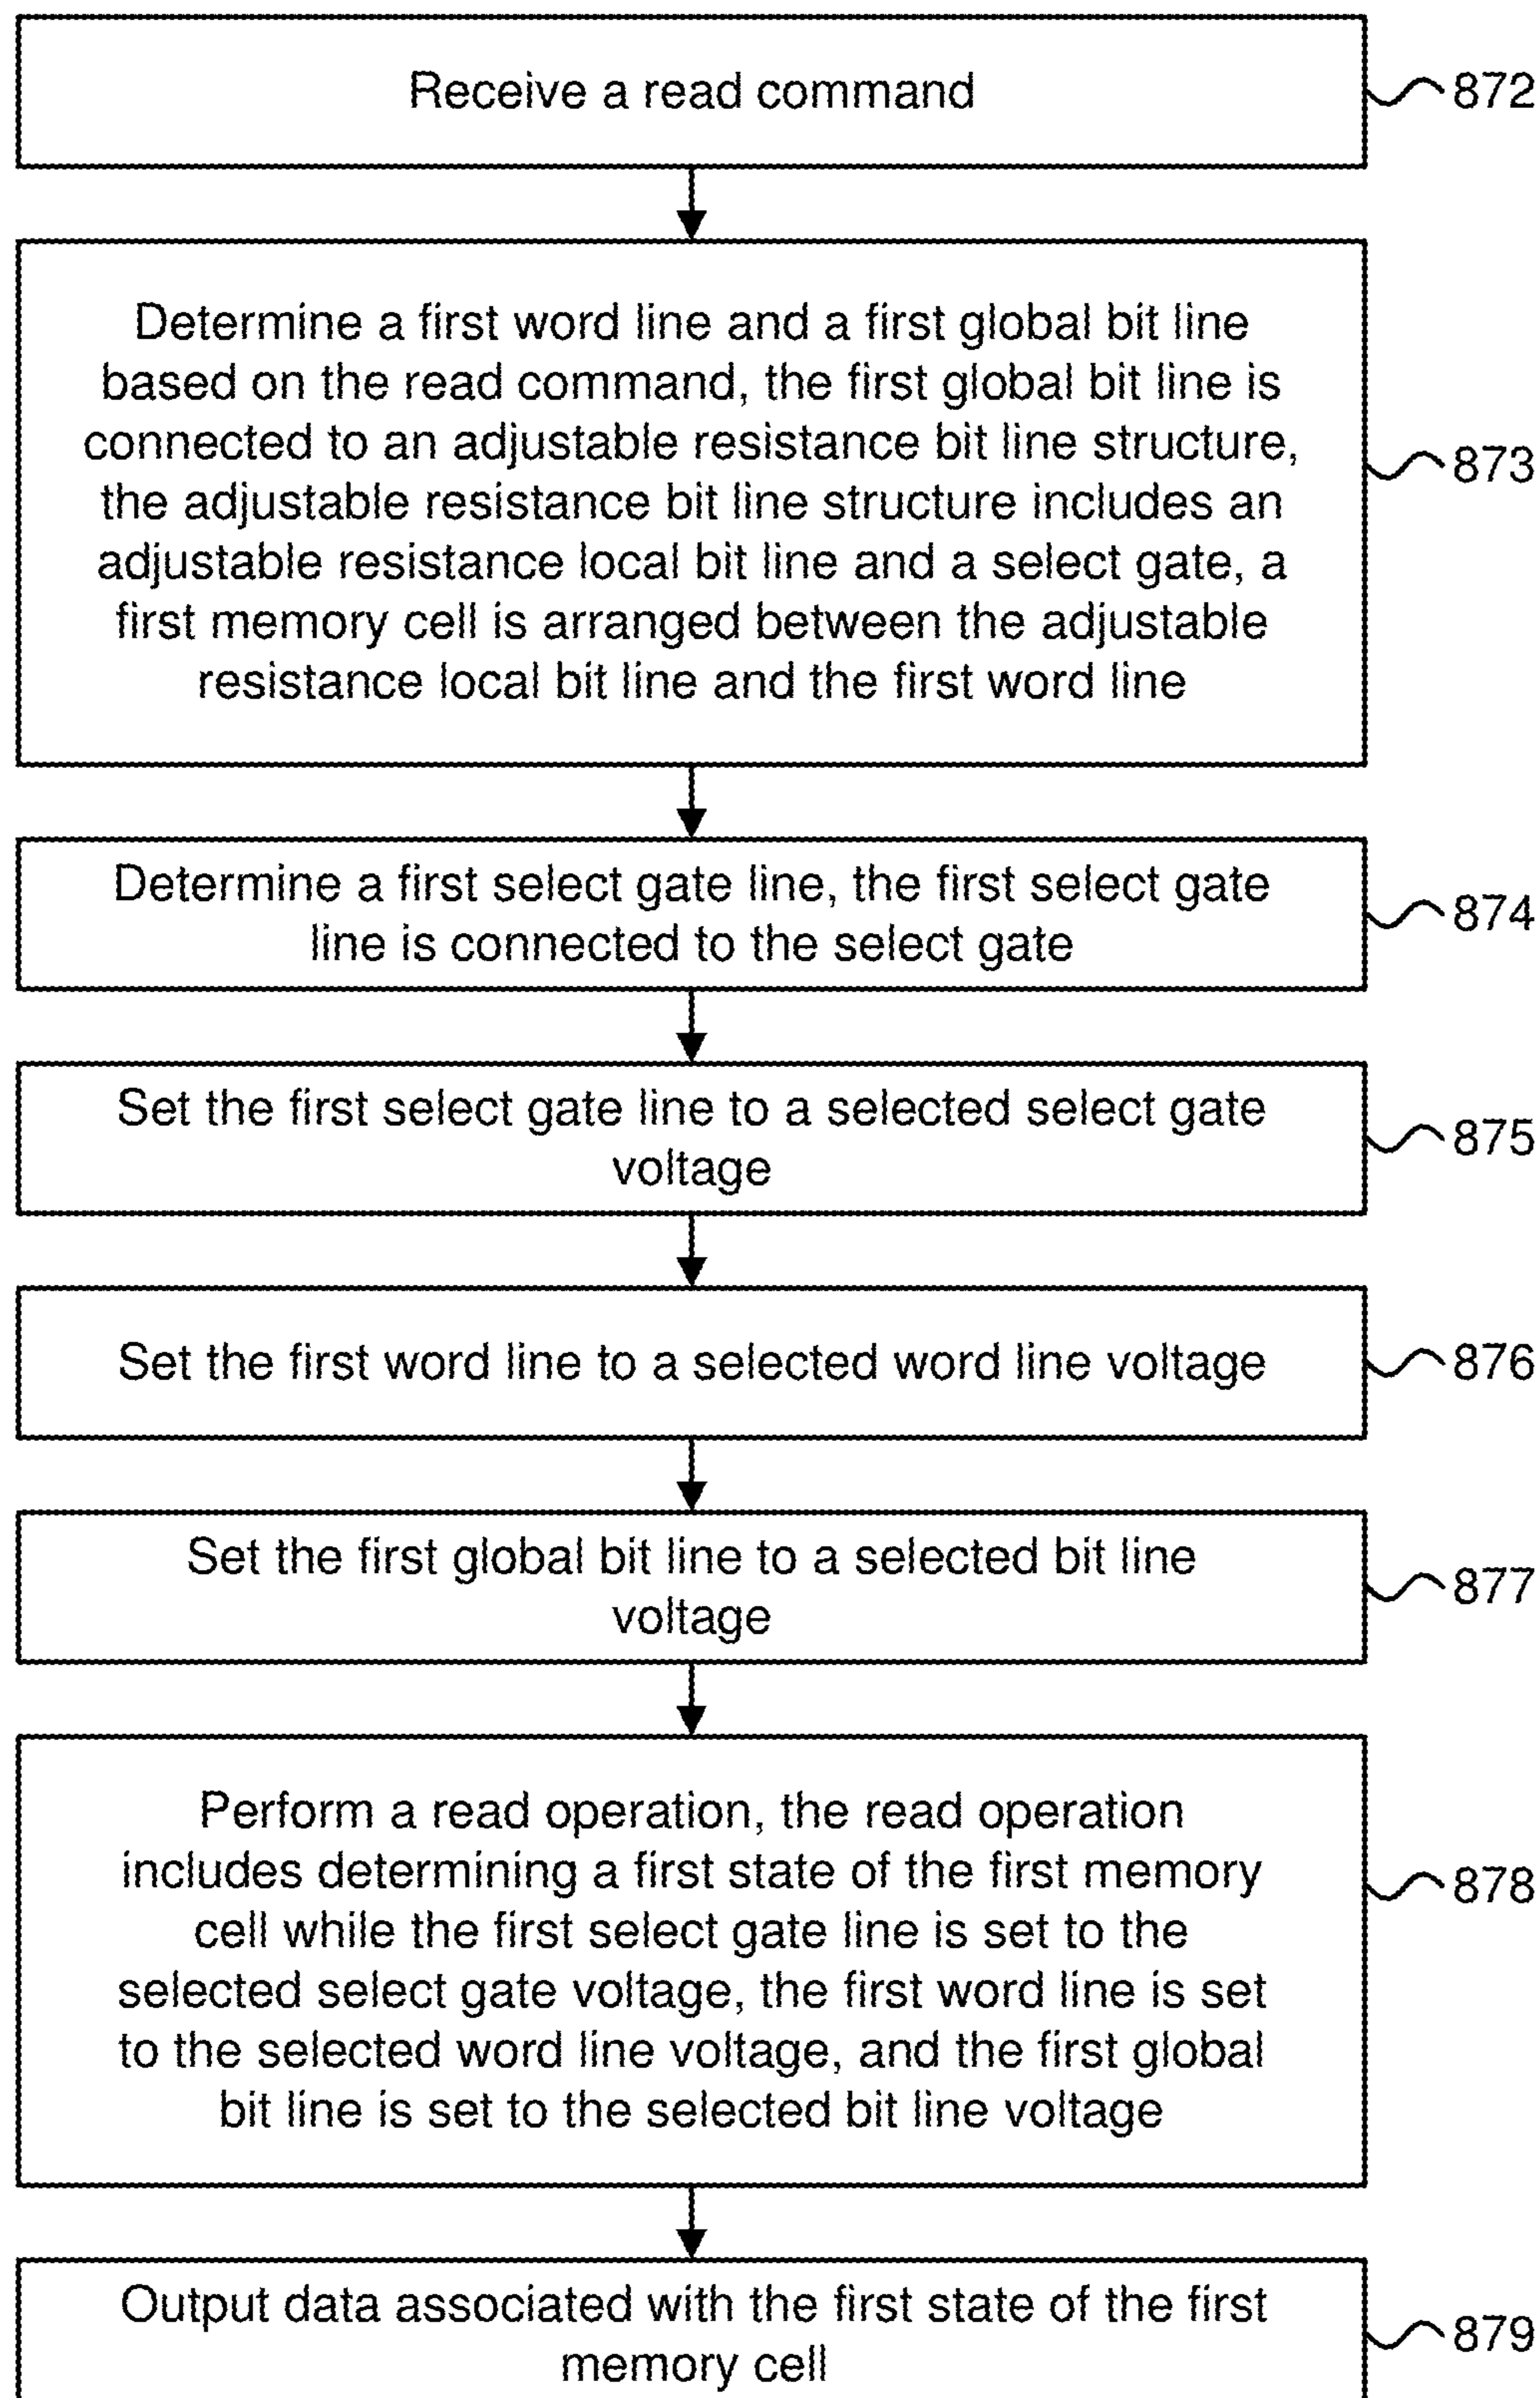 Receive a read command
872
Determine a first word line and a first global bit line
based on the read command, the first global bit line is
connected to an adjustable resistance bit line structure,
the adjustable resistance bit line structure includes an
adjustable resistance local bit line and a select gate, a
first memory cell is arranged between the adjustable
resistance local bit line and the first word line
873
Determine a first select gate line, the first select gate
line is connected to the select gate
874
Set the first select gate line to a selected select gate
voltage
875
Set the first word line to a selected word line voltage
876
Set the first global bit line to a selected bit line
voltage
877
Perform a read operation, the read operation
includes determining a first state of the first memory
cell while the first select gate line is set to the
selected select gate voltage, the first word line is set
to the selected word line voltage, and the first global
bit line is set to the selected bit line voltage
878
Output data associated with the first state of the first
memory cell
879